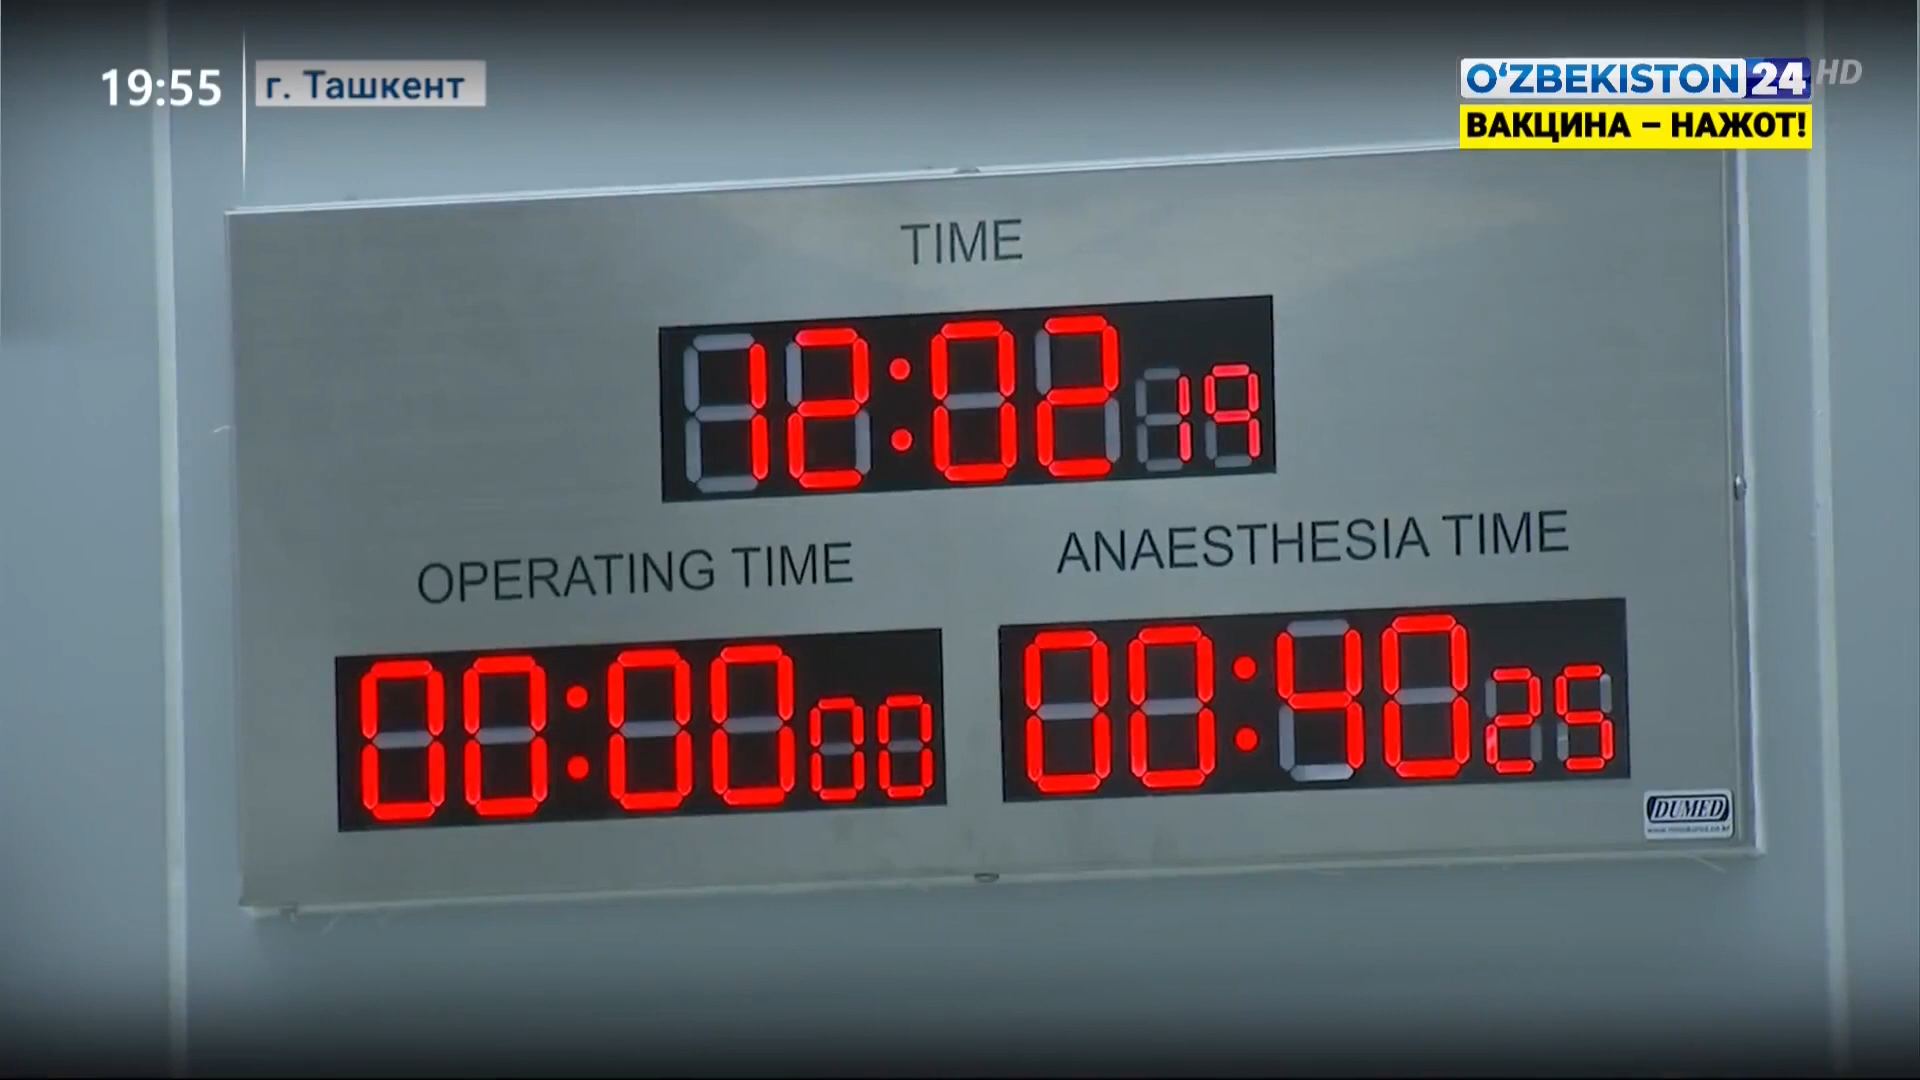 19:55
г. Ташкент
O‘ZBEKISTON 24 HD
ВАКЦИНА – НАЖОТ!
TIME
12:02 19
OPERATING TIME
ANAESTHESIA TIME
00:00 00
00:40 25
DUMED